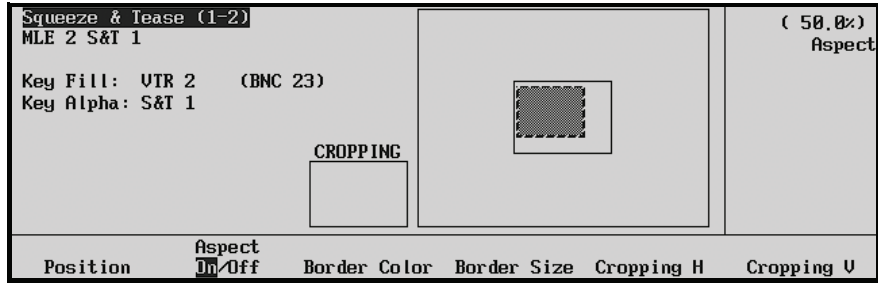 Squeeze & Tease (1-2)
MLE 2 S&T 1
Key Fill: VTR 2 (BNC 23)
Key Alpha: S&T 1
CROPPING
( 50.0%)
Aspect
Position
Aspect
On/Off
Border Color
Border Size
Cropping H
Cropping V